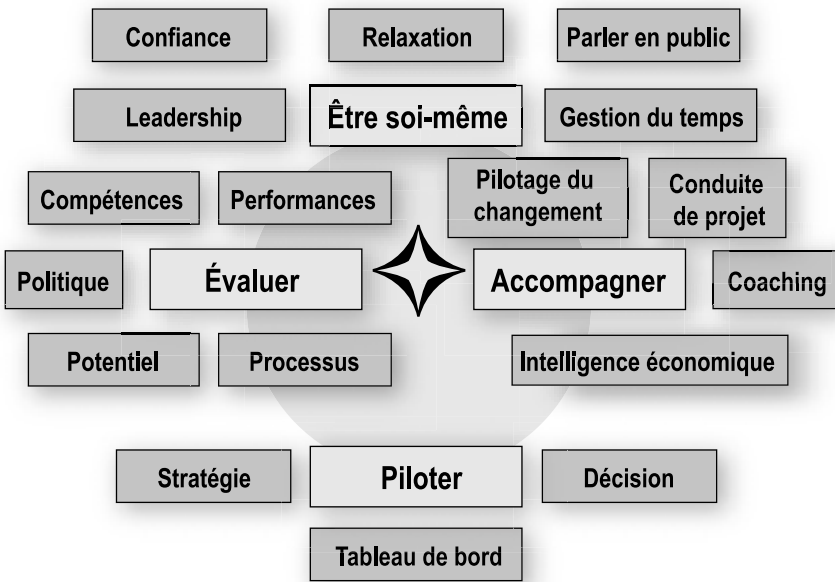 Confiance
Relaxation
Parler en public
Leadership
Être soi-même
Gestion du temps
Compétences
Performances
Pilotage du
changement
Conduite
de projet
Politique
Évaluer
Accompagner
Coaching
Potentiel
Processus
Intelligence économique
Stratégie
Piloter
Décision
Tableau de bord